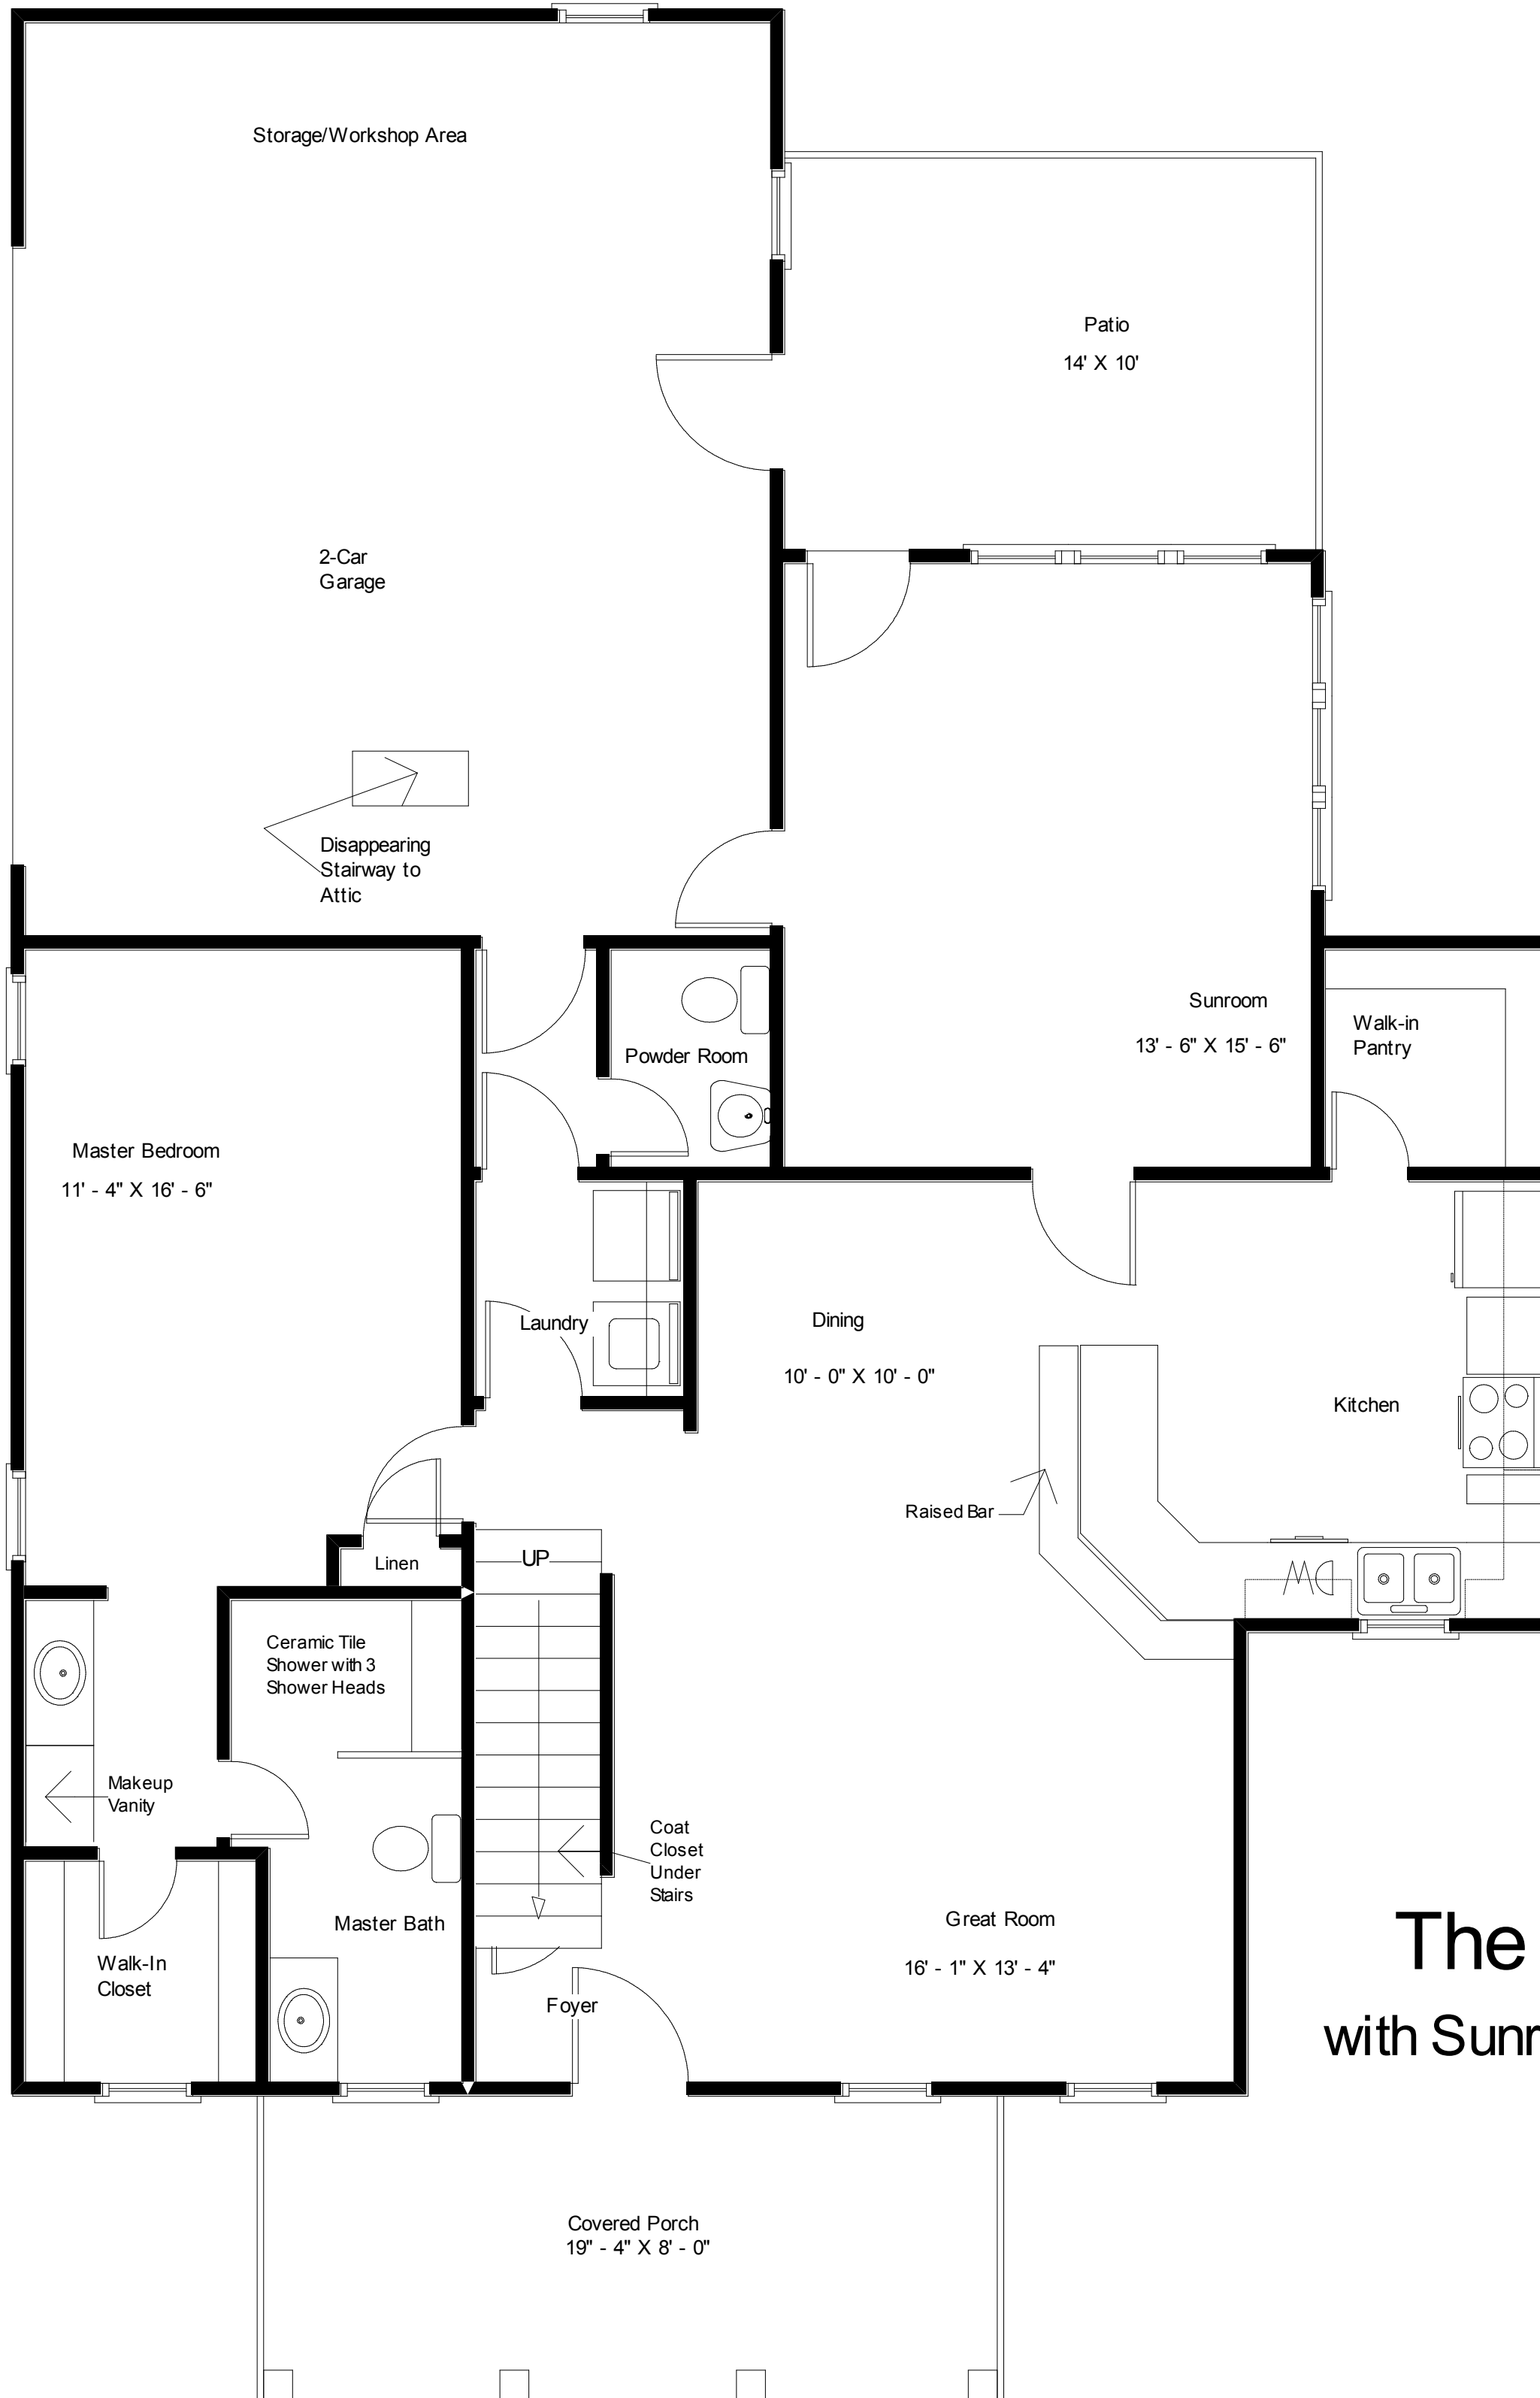 Storage/Workshop Area
Patio
14' X 10'
2-Car
Garage
Disappearing
Stairway to
Attic
Sunroom
13' - 6" X 15' - 6"
Walk-in
Pantry
Powder Room
Master Bedroom
11' - 4" X 16' - 6"
Laundry
Dining
10' - 0" X 10' - 0"
Kitchen
Raised Bar
Linen
UP
Ceramic Tile
Shower with 3
Shower Heads
Makeup
Vanity
Coat
Closet
Under
Stairs
Master Bath
Great Room
16' - 1" X 13' - 4"
Walk-In
Closet
Foyer
The
with Sunr
Covered Porch
19" - 4" X 8' - 0"